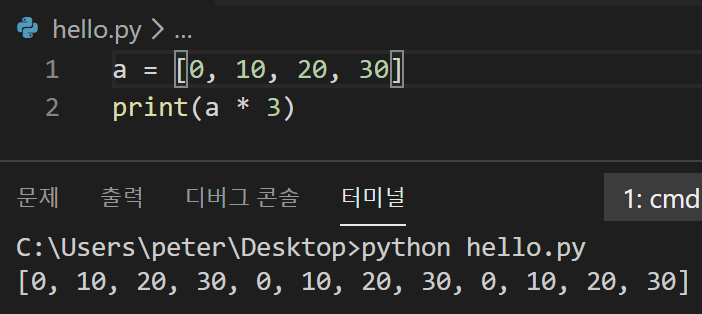 hello.py > ...
1 a = [0, 10, 20, 30]
2 print(a * 3)
문제 출력 디버그 콘솔 터미널 1: cmd
C:\Users\peter\Desktop>python hello.py
[0, 10, 20, 30, 0, 10, 20, 30, 0, 10, 20, 30]